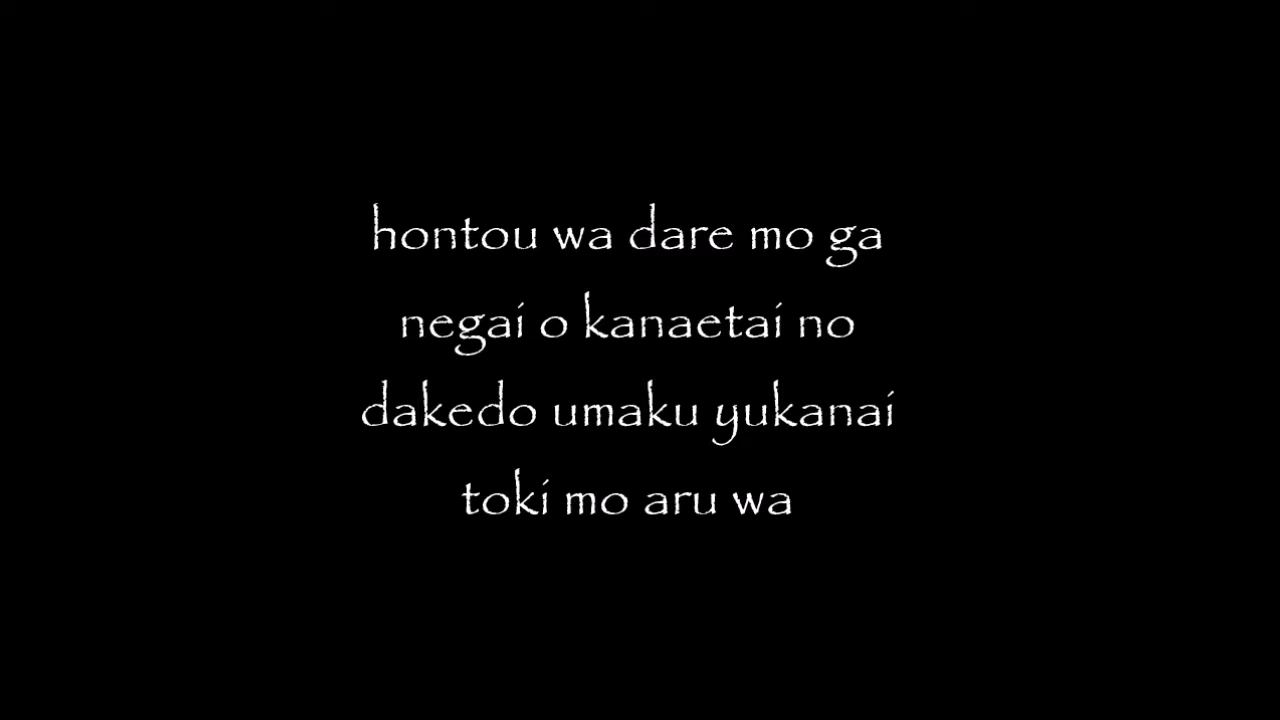 hontou wa dare mo ga
negai o kanaetai no
dakedo umaku yukanai
toki mo aru wa